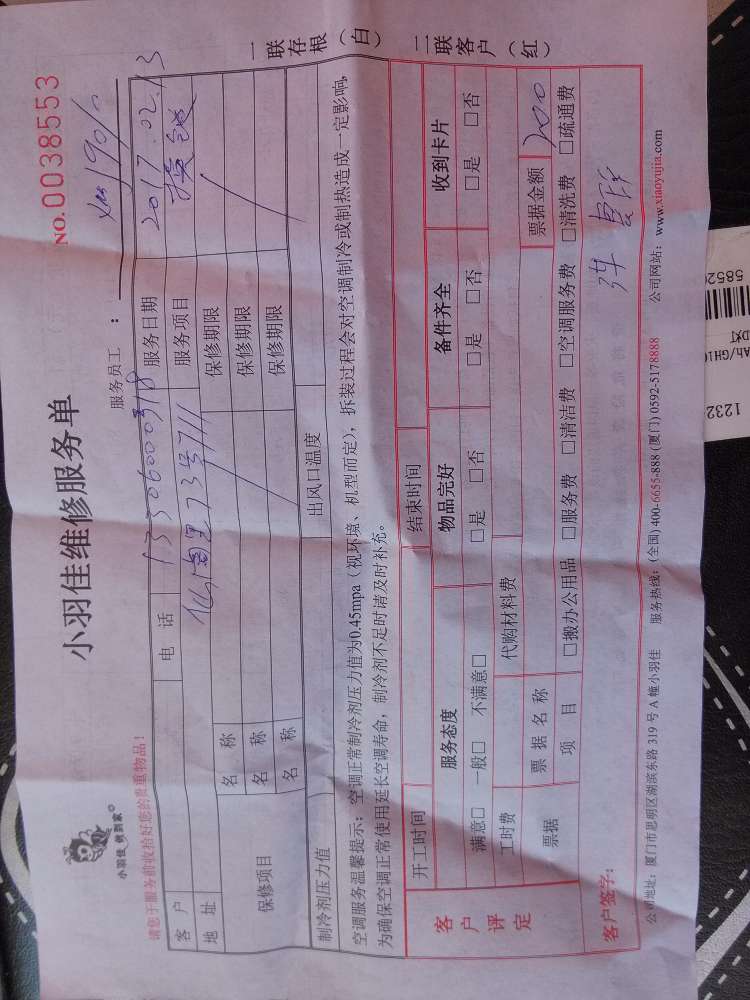 小羽佳 佣到家
小羽佳维修服务单
NO.0038553
请您于服务前收拾好您的贵重物品!
服务员工：
一联存根（白） 二联客户（红）
客户 电话 13306000318 服务日期 2017.02.13
地址 23号711 服务项目
保修项目 名称 保修期限
名称 保修期限
名称 保修期限
制冷剂压力值 出风口温度
空调服务温馨提示：空调正常制冷剂压力值为0.45mpa（视环境、机型而定），拆装过程会对空调制冷或制热造成一定影响，
为确保空调正常使用延长空调寿命，制冷剂不足时请及时补充。
开工时间 结束时间
客户评定 服务态度 物品完好 备件齐全 收到卡片
满意□ 一般□ 不满意□ □是 □否 □是 □否 □是 □否
工时费 代购材料费
票据 票据名称 票据金额 200
项目 □搬办公用品 □服务费 □清洁费 □空调服务费 □清洗费 □疏通费
客户签字：
公司地址：厦门市思明区湖滨东路 319 号 A 幢小羽佳 服务热线：(全国) 400-6655-888 (厦门) 0592-5178888 公司网站：www.xiaoyujia.com
5852
Ah/GH1
1232